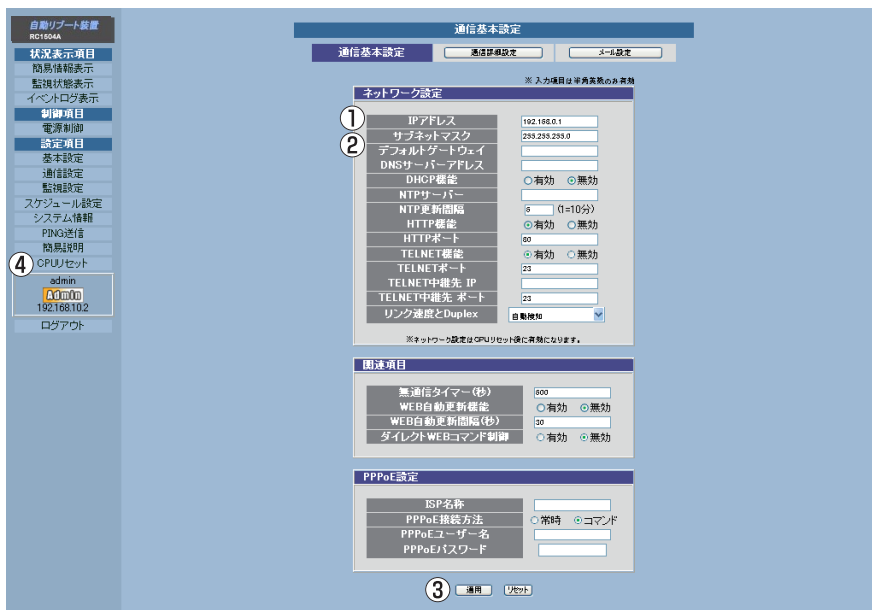 自動リブート装置
RC1504A
状況表示項目
簡易情報表示
監視状態表示
イベントログ表示
制御項目
電源制御
設定項目
基本設定
通信設定
監視設定
スケジュール設定
システム情報
PING送信
簡易説明
④ CPUリセット
admin
Admin
192.168.10.2
ログアウト
通信基本設定
通信基本設定 通信詳細設定 メール設定
※ 入力項目は半角英数のみ有効
ネットワーク設定
① IPアドレス 192.168.0.1
② サブネットマスク 255.255.255.0
デフォルトゲートウェイ
DNSサーバーアドレス
DHCP機能 有効 無効
NTPサーバー
NTP更新間隔 6 (1=10分)
HTTP機能 有効 無効
HTTPポート 80
TELNET機能 有効 無効
TELNETポート 23
TELNET中継先 IP
TELNET中継先 ポート 23
リンク速度とDuplex 自動検知
※ネットワーク設定はCPUリセット後に有効になります。
関連項目
無通信タイマー(秒) 600
WEB自動更新機能 有効 無効
WEB自動更新間隔(秒) 30
ダイレクトWEBコマンド制御 有効 無効
PPPoE設定
ISP名称
PPPoE接続方法 常時 コマンド
PPPoEユーザー名
PPPoEパスワード
③ 適用 リセット